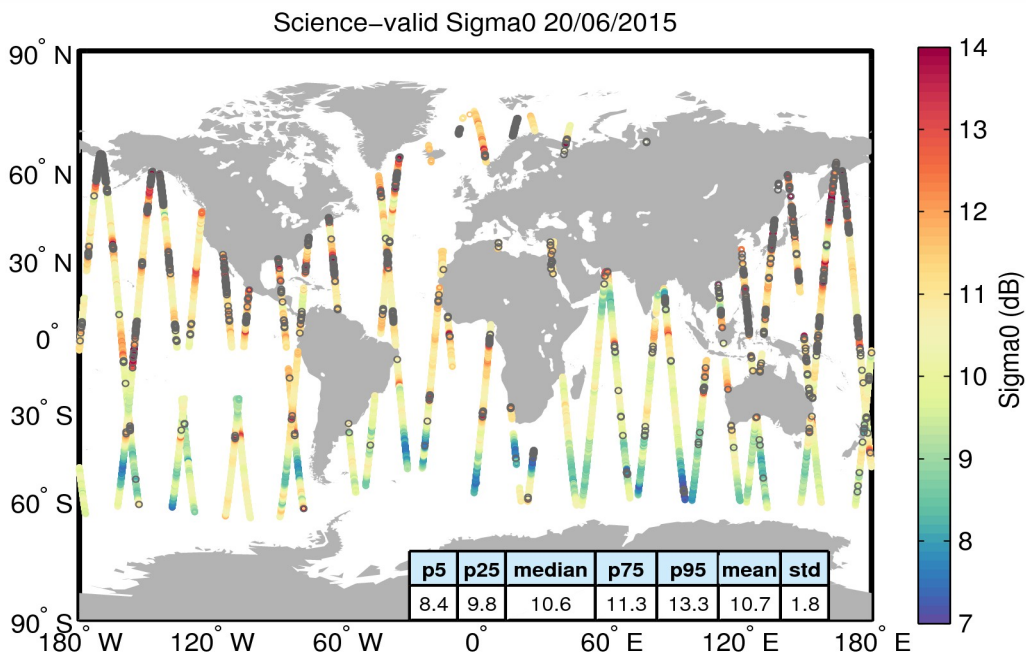 Science−valid Sigma0 20/06/2015
90° N
60° N
30° N
0°
30° S
60° S
90° S
180° W
120° W
60° W
0°
60° E
120° E
180° E
14
13
12
11
10
9
8
7
Sigma0 (dB)
p5 p25 median p75 p95 mean std
8.4 9.8 10.6 11.3 13.3 10.7 1.8